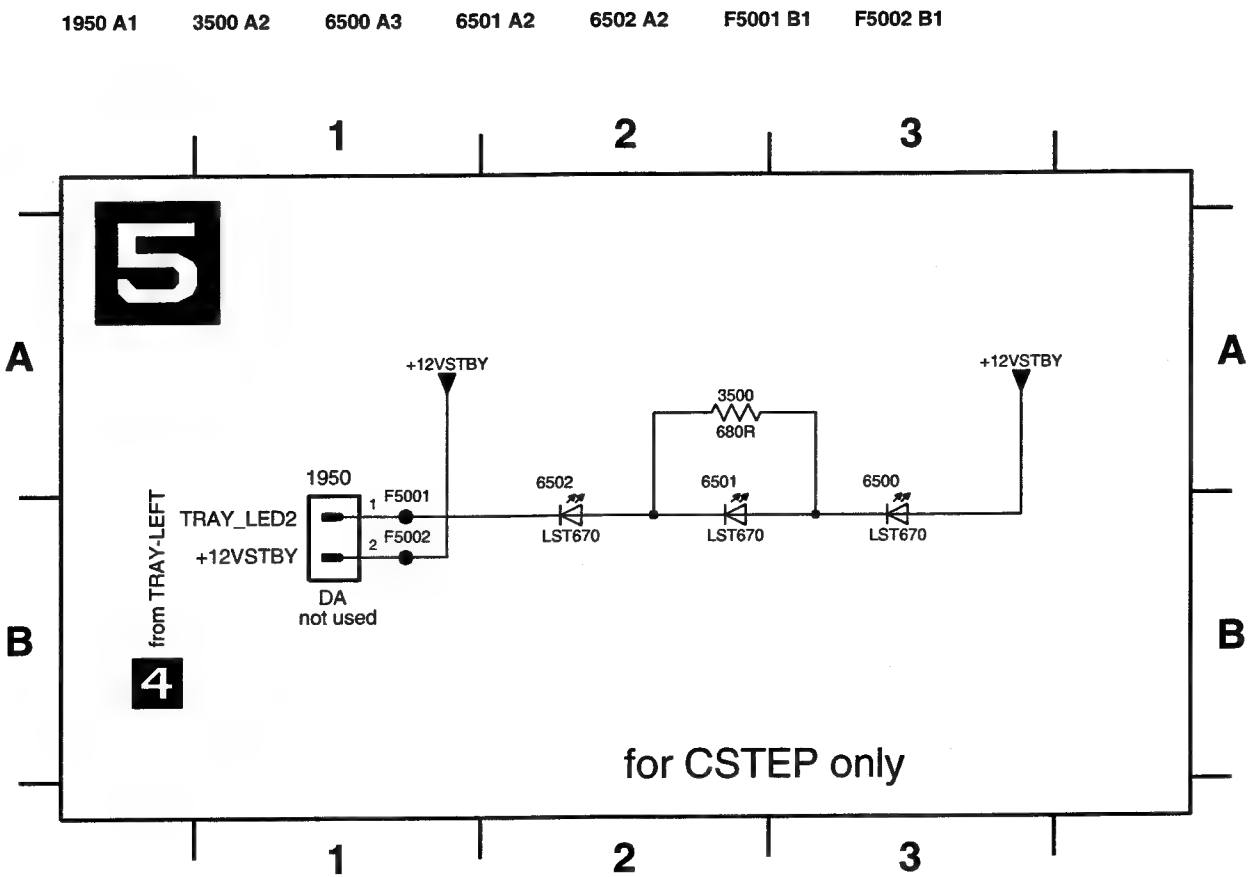 1950 A1 3500 A2 6500 A3 6501 A2 6502 A2 F5001 B1 F5002 B1
1 2 3
5
A A
+12VSTBY +12VSTBY
3500
680R
1950 6502 6501 6500
1 F5001
TRAY_LED2
LST670 LST670 LST670
2 F5002
+12VSTBY
DA
not used
from TRAY-LEFT
B B
4
for CSTEP only
1 2 3